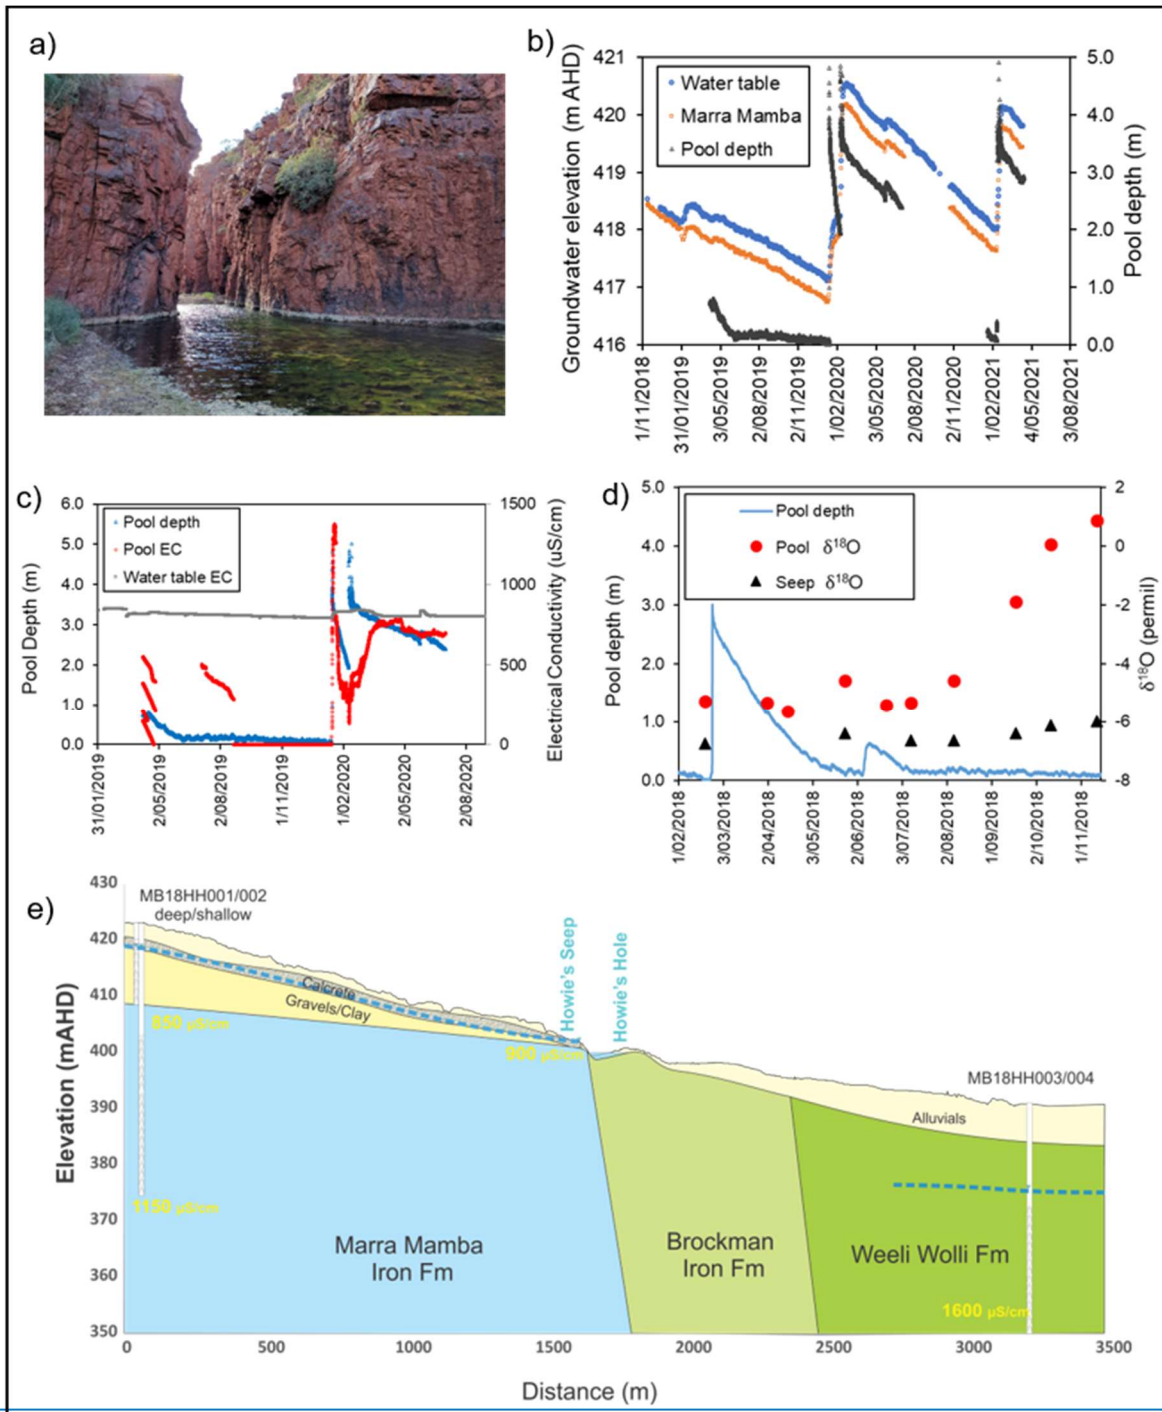 a)
b)
Groundwater elevation (m AHD)
421
420
419
418
417
416
Water table
Marra Mamba
Pool depth
5.0
4.0
3.0
2.0
1.0
0.0
Pool depth (m)
1/11/2018
31/01/2019
3/05/2019
2/08/2019
2/11/2019
1/02/2020
3/05/2020
2/08/2020
2/11/2020
1/02/2021
4/05/2021
3/08/2021
c)
Pool Depth (m)
6.0
5.0
4.0
3.0
2.0
1.0
0.0
Pool depth
Pool EC
Water table EC
1500
1000
500
0
Electrical Conductivity (uS/cm)
31/01/2019
2/05/2019
2/08/2019
1/11/2019
1/02/2020
2/05/2020
2/08/2020
d)
Pool depth (m)
5.0
4.0
3.0
2.0
1.0
0.0
Pool depth
Pool δ18O
Seep δ18O
2
0
-2
-4
-6
-8
δ18O (permil)
1/02/2018
3/03/2018
2/04/2018
3/05/2018
2/06/2018
3/07/2018
2/08/2018
1/09/2018
2/10/2018
1/11/2018
e)
Elevation (mAHD)
430
420
410
400
390
380
370
360
350
MB18HH001/002
deep/shallow
Howie's Seep
Howie's Hole
Calcrete
Gravels/Clay
850 µS/cm
900 µS/cm
MB18HH003/004
Alluvials
1150 µS/cm
Marra Mamba
Iron Fm
Brockman
Iron Fm
Weeli Wolli Fm
1600 µS/cm
0
500
1000
1500
2000
2500
3000
3500
Distance (m)